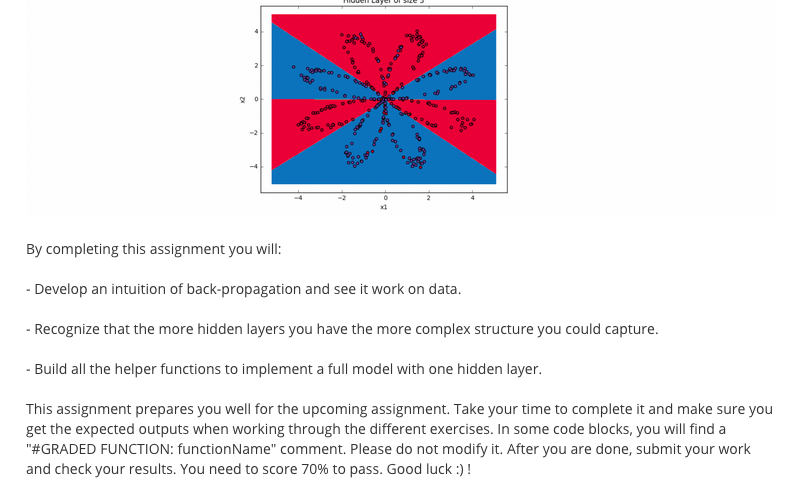 Hidden Layer of size 5
4
2
0
−2
−4
x2
−4 −2 0 2 4
x1
By completing this assignment you will:
- Develop an intuition of back-propagation and see it work on data.
- Recognize that the more hidden layers you have the more complex structure you could capture.
- Build all the helper functions to implement a full model with one hidden layer.
This assignment prepares you well for the upcoming assignment. Take your time to complete it and make sure you
get the expected outputs when working through the different exercises. In some code blocks, you will find a
"#GRADED FUNCTION: functionName" comment. Please do not modify it. After you are done, submit your work
and check your results. You need to score 70% to pass. Good luck :) !